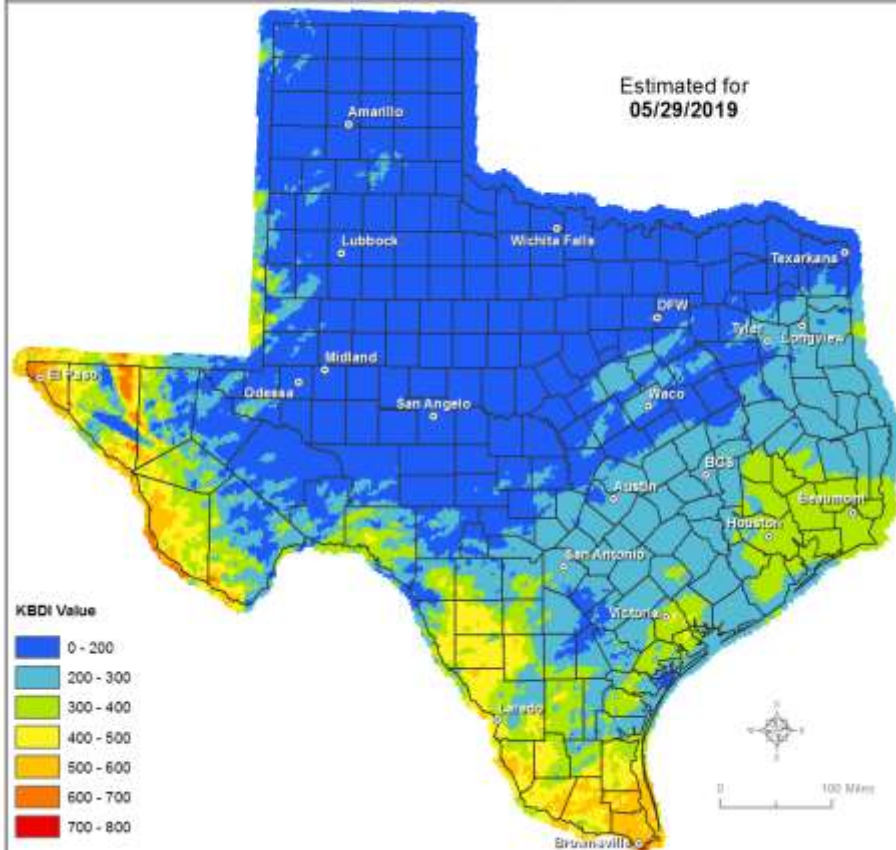 Estimated for
05/29/2019
Amarillo
Lubbock
Wichita Falls
Texarkana
DFW
Tyler
Longview
El Paso
Midland
Odessa
San Angelo
Waco
BCS
Austin
Beaumont
Houston
San Antonio
Victoria
Laredo
Brownsville
KBDI Value
0 - 200
200 - 300
300 - 400
400 - 500
500 - 600
600 - 700
700 - 800
0 100 Miles